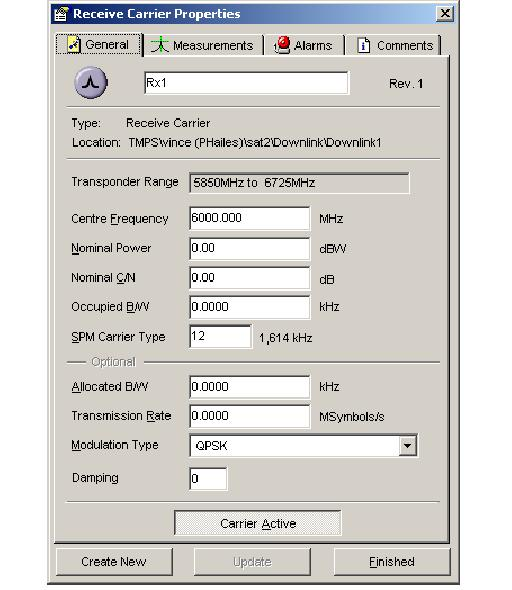 Receive Carrier Properties
General Measurements Alarms Comments
Rx1 Rev. 1
Type: Receive Carrier
Location: TMPS\vince (PHailes)\sat2\Downlink\Downlink1
Transponder Range 5850MHz to 6725MHz
Centre Frequency 6000.000 MHz
Nominal Power 0.00 dBW
Nominal C/N 0.00 dB
Occupied B/W 0.0000 kHz
SPM Carrier Type 12 1,614 kHz
Optional
Allocated B/W 0.0000 kHz
Transmission Rate 0.0000 MSymbols/s
Modulation Type QPSK
Damping 0
Carrier Active
Create New Update Finished